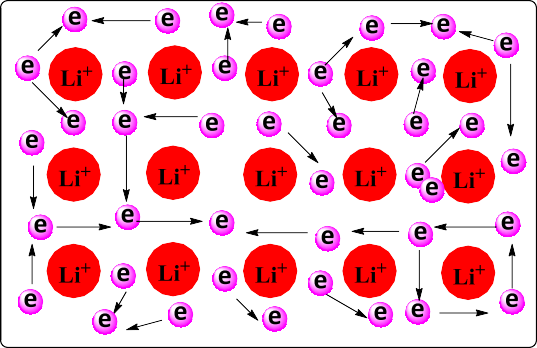 e e e e e e e
e Li⁺ e Li⁺ e Li⁺ e Li⁺ e Li⁺
e e e e e e e e
Li⁺ Li⁺ Li⁺ e Li⁺ e e Li⁺ e
e e e e e e
Li⁺ e Li⁺ e Li⁺ e Li⁺ Li⁺
e e e e e e e